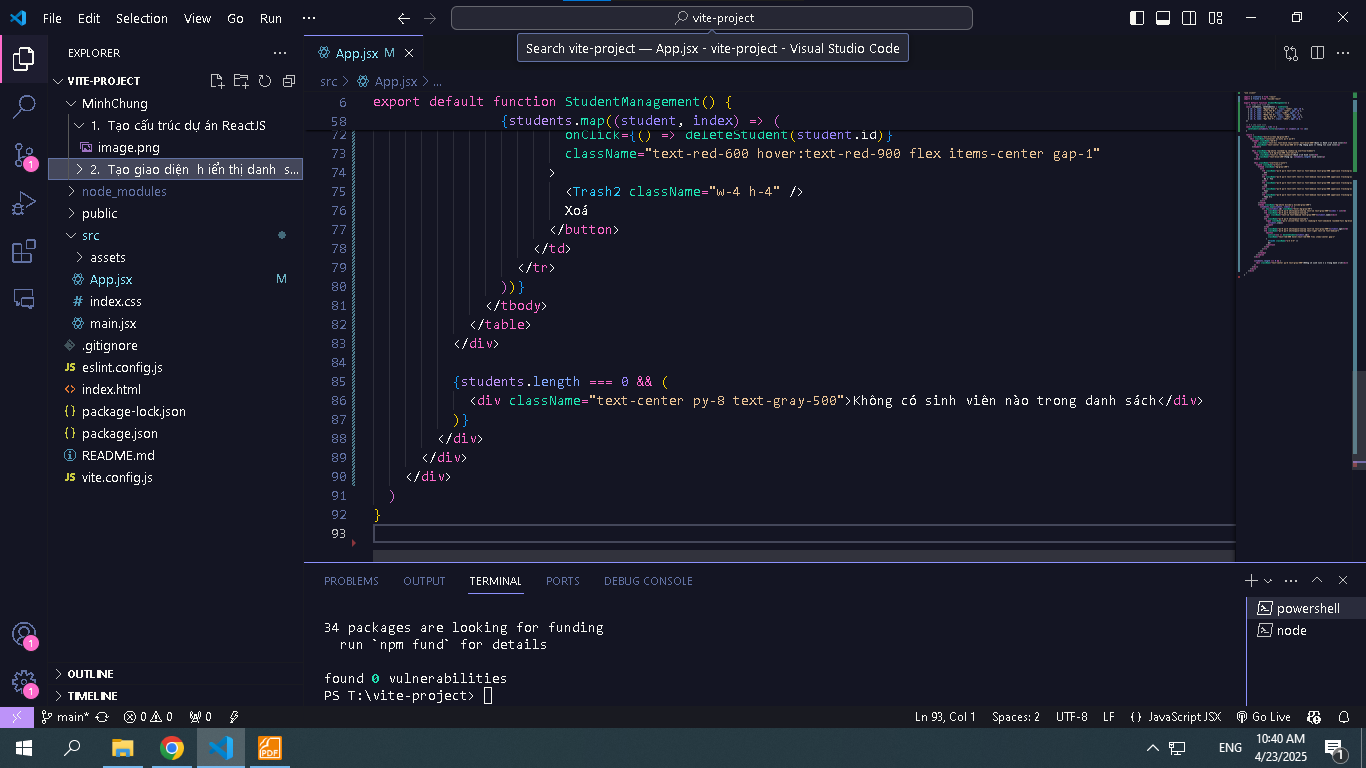 File Edit Selection View Go Run ···
vite-project
Search vite-project — App.jsx - vite-project - Visual Studio Code
EXPLORER
VITE-PROJECT
MinhChung
1. Tạo cấu trúc dự án ReactJS
image.png
2. Tạo giao diện h iển thị danh s...
node_modules
public
src
assets
App.jsx M
index.css
main.jsx
.gitignore
eslint.config.js
index.html
package-lock.json
package.json
README.md
vite.config.js
OUTLINE
TIMELINE
App.jsx M
src > App.jsx > ...
6 export default function StudentManagement() {
58 {students.map((student, index) => (
72 onClick={() => deleteStudent(student.id)}
73 className="text-red-600 hover:text-red-900 flex items-center gap-1"
74 >
75 <Trash2 className="w-4 h-4" />
76 Xoá
77 </button>
78 </td>
79 </tr>
80 ))}
81 </tbody>
82 </table>
83 </div>
84
85 {students.length === 0 && (
86 <div className="text-center py-8 text-gray-500">Không có sinh viên nào trong danh sách</div>
87 )}
88 </div>
89 </div>
90 </div>
91 )
92 }
93
PROBLEMS OUTPUT TERMINAL PORTS DEBUG CONSOLE
34 packages are looking for funding
run `npm fund` for details
found 0 vulnerabilities
PS T:\vite-project>
powershell
node
main* 0 0 0 Ln 93, Col 1 Spaces: 2 UTF-8 LF {} JavaScript JSX Go Live
ENG
10:40 AM
4/23/2025